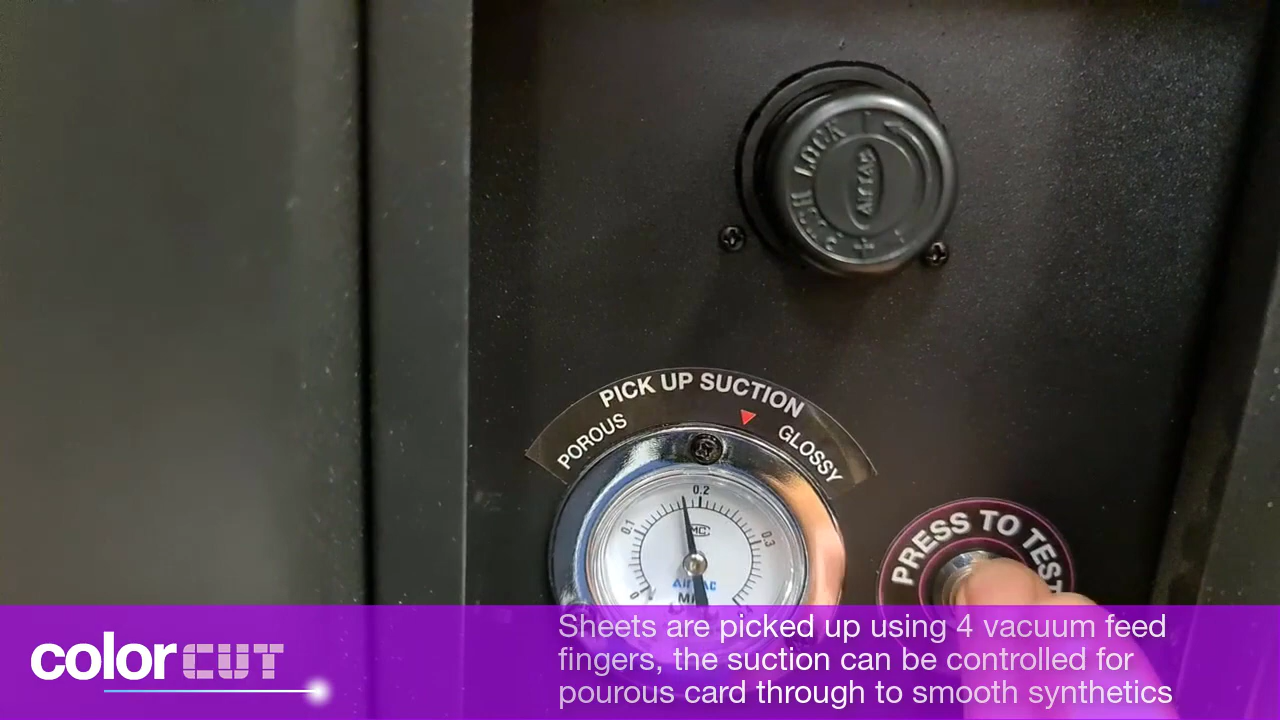 PUSH LOCK
AirTAC
+
-
PICK UP SUCTION
POROUS
GLOSSY
0
0.1
0.2
0.3
AirTAC
PRESS TO TEST
colorcut
Sheets are picked up using 4 vacuum feed
fingers, the suction can be controlled for
pourous card through to smooth synthetics